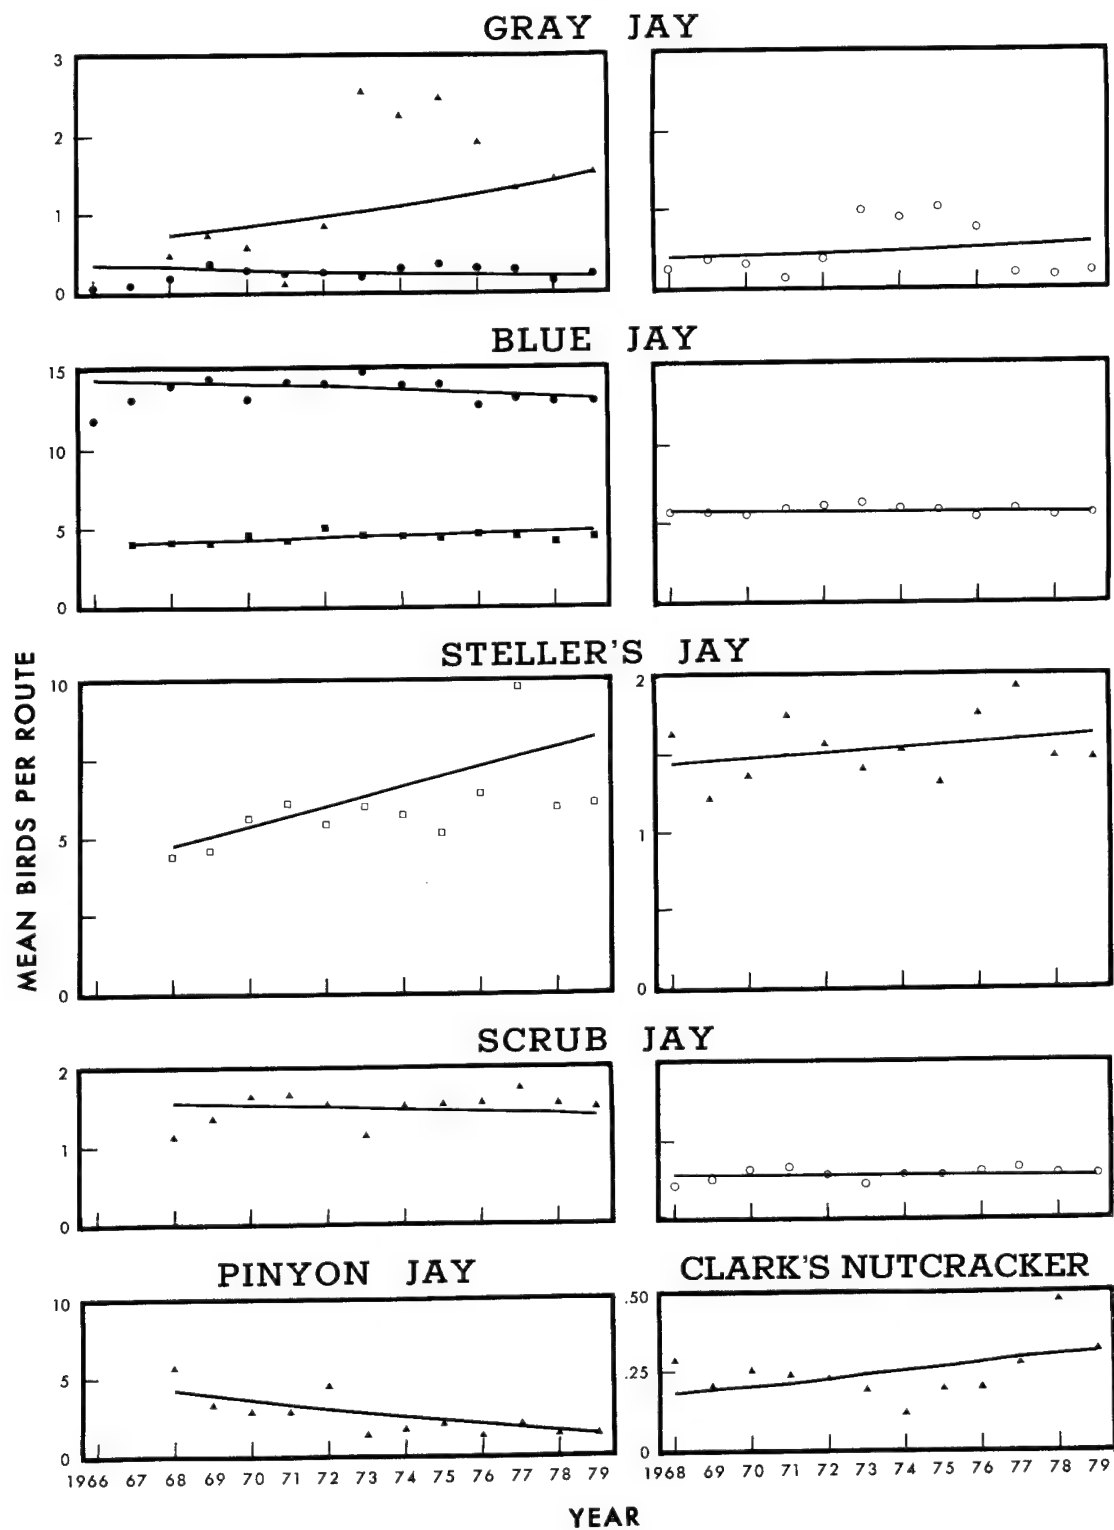 GRAY JAY
3
2
1
0
BLUE JAY
15
10
5
0
STELLER'S JAY
MEAN BIRDS PER ROUTE
10
5
0
2
1
0
SCRUB JAY
2
1
0
PINYON JAY
10
5
0
1966 67 68 69 70 71 72 73 74 75 76 77 78 79
CLARK'S NUTCRACKER
.50
.25
0
1968 69 70 71 72 73 74 75 76 77 78 79
YEAR